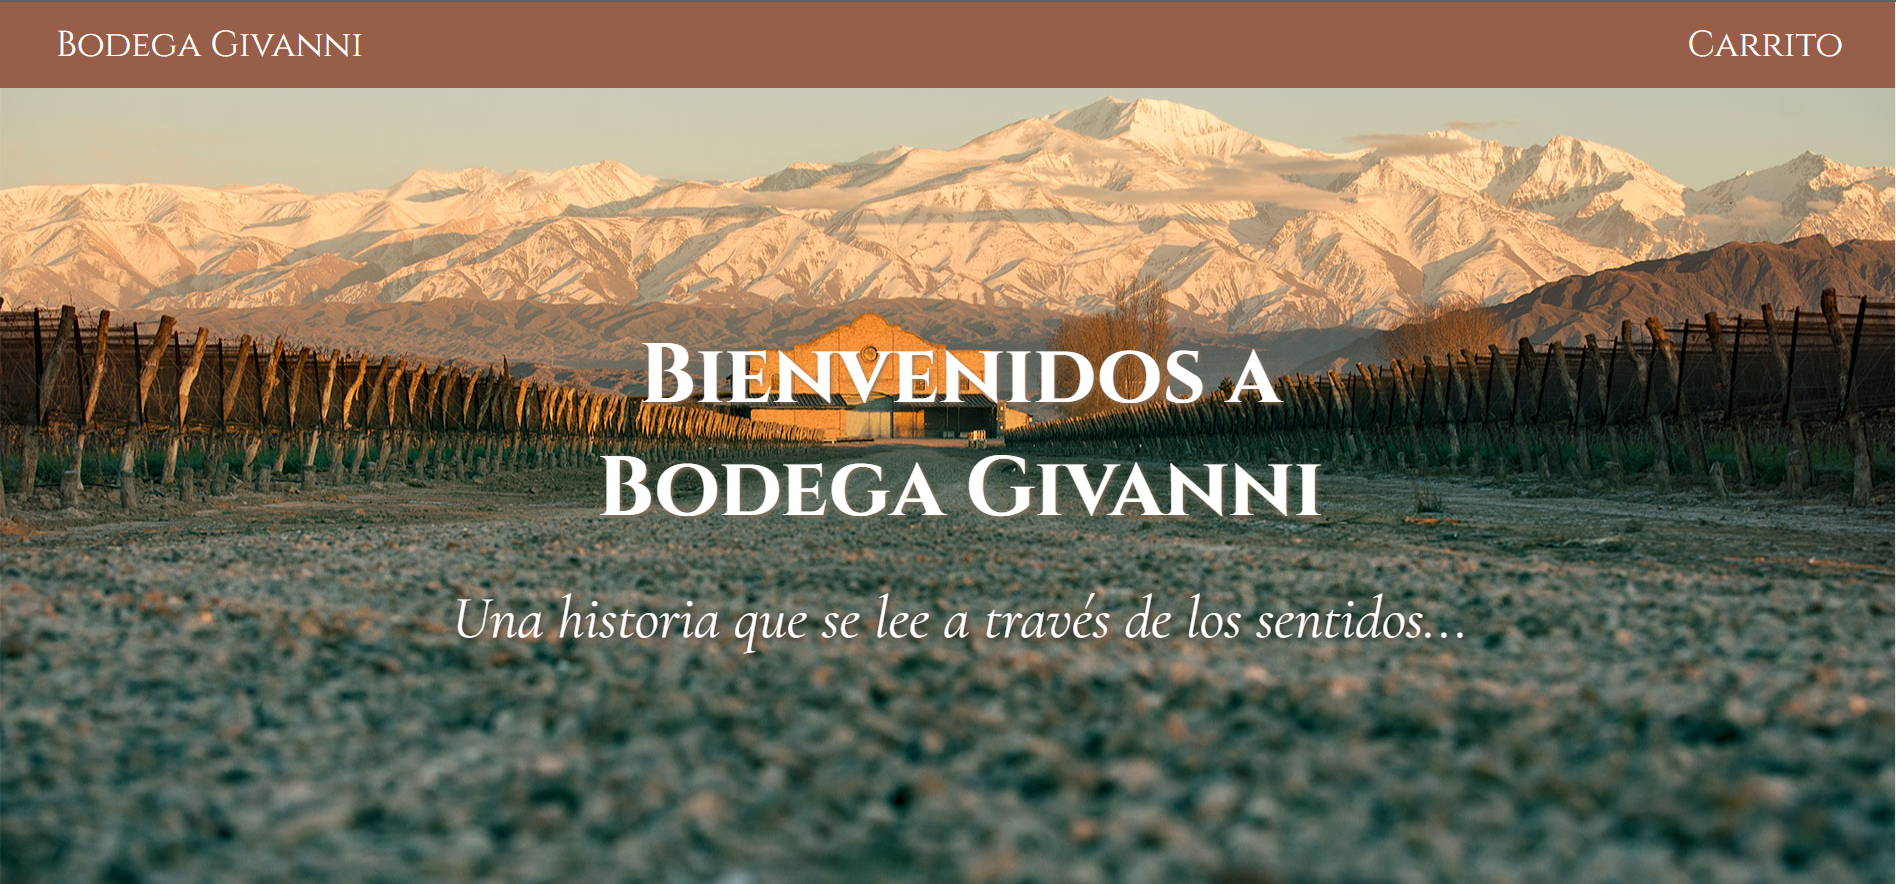 Bodega Givanni
Carrito
Bienvenidos a
Bodega Givanni
Una historia que se lee a través de los sentidos...